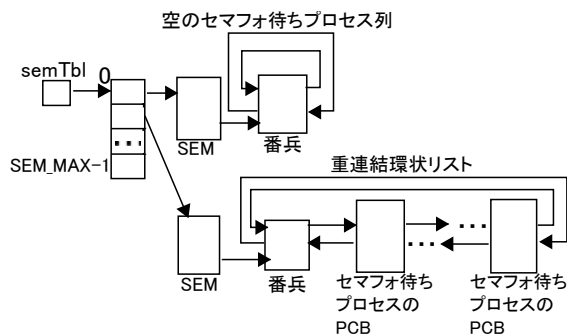 空のセマフォ待ちプロセス列
semTbl
0
SEM
番兵
SEM_MAX-1
重連結環状リスト
SEM
番兵
セマフォ待ち
プロセスの
PCB
セマフォ待ち
プロセスの
PCB